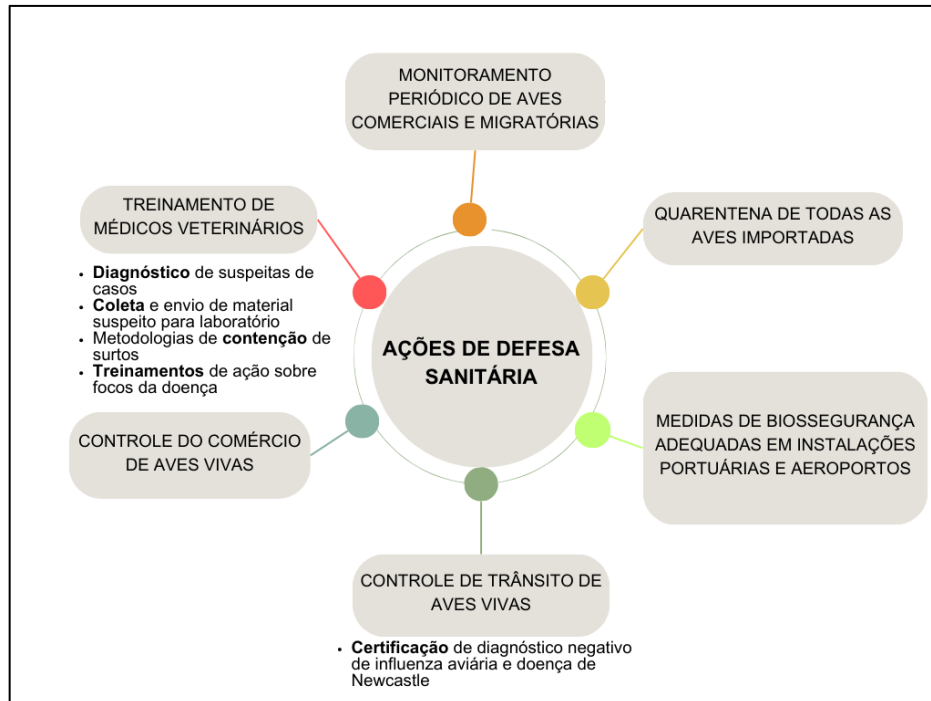 MONITORAMENTO
PERIÓDICO DE AVES
COMERCIAIS E MIGRATÓRIAS
TREINAMENTO DE
MÉDICOS VETERINÁRIOS
• Diagnóstico de suspeitas de
casos
• Coleta e envio de material
suspeito para laboratório
• Metodologias de contenção de
surtos
• Treinamentos de ação sobre
focos da doença
QUARENTENA DE TODAS AS
AVES IMPORTADAS
AÇÕES DE DEFESA
SANITÁRIA
CONTROLE DO COMÉRCIO
DE AVES VIVAS
MEDIDAS DE BIOSSEGURANÇA
ADEQUADAS EM INSTALAÇÕES
PORTUÁRIAS E AEROPORTOS
CONTROLE DE TRÂNSITO DE
AVES VIVAS
• Certificação de diagnóstico negativo
de influenza aviária e doença de
Newcastle